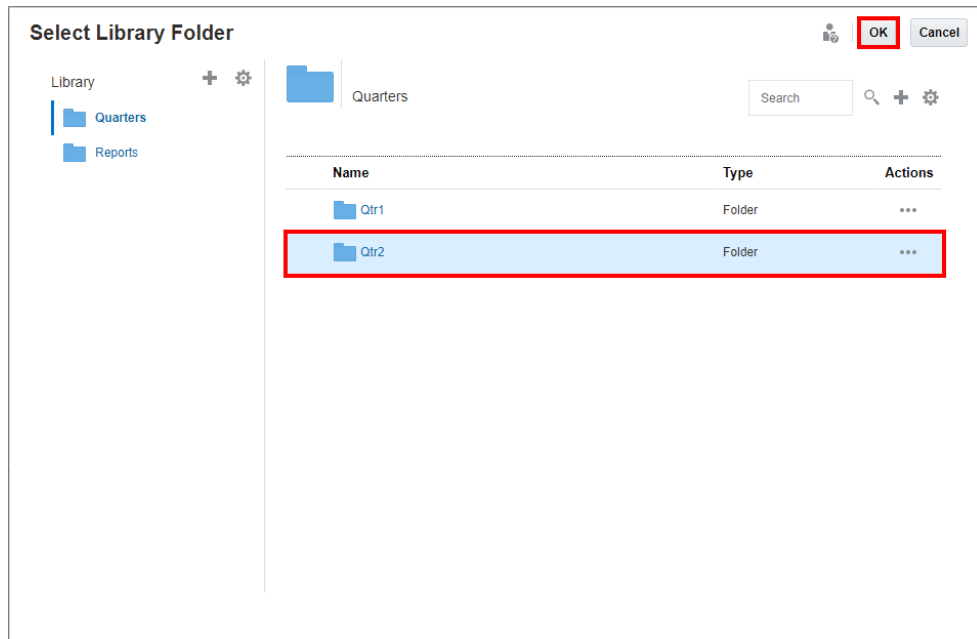 Select Library Folder
OK
Cancel
Library
Quarters
Reports
Quarters
Search
Name Type Actions
Qtr1 Folder
Qtr2 Folder